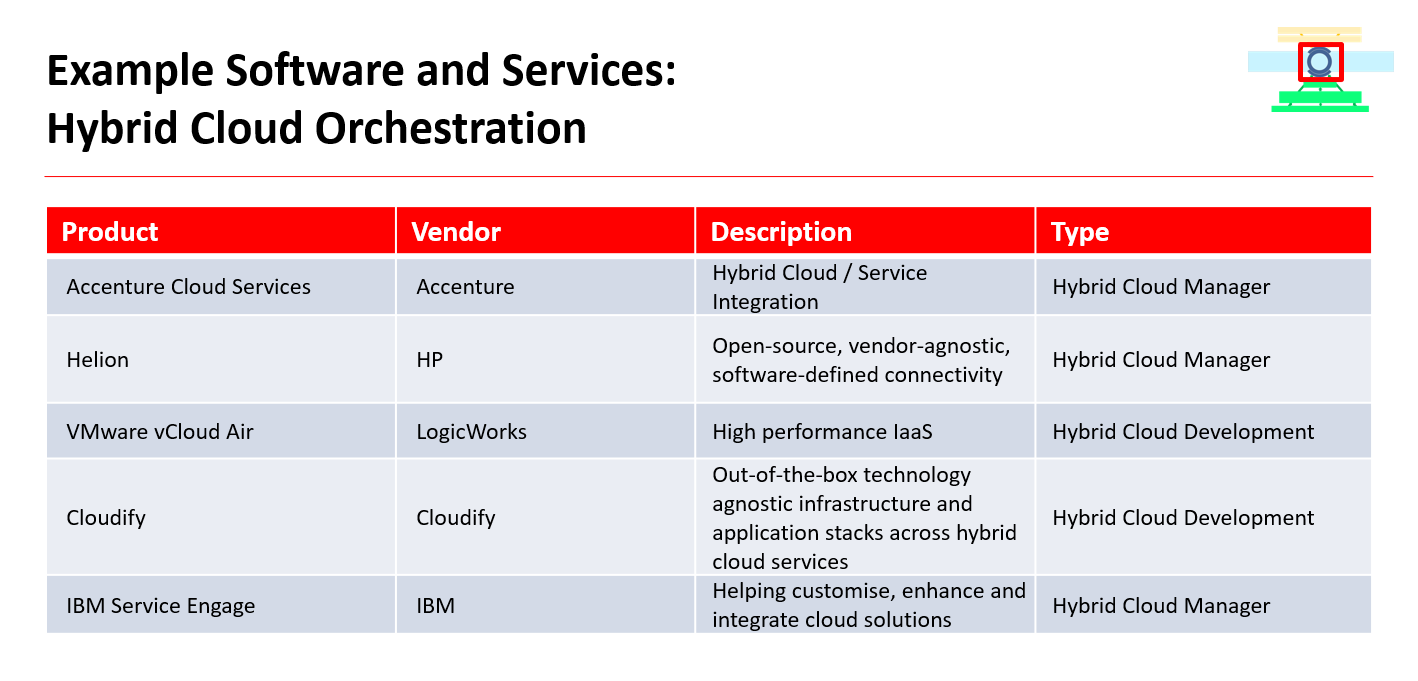 Example Software and Services:
Hybrid Cloud Orchestration
Product Vendor Description Type
Accenture Cloud Services Accenture Hybrid Cloud / Service
Integration Hybrid Cloud Manager
Helion HP Open-source, vendor-agnostic,
software-defined connectivity Hybrid Cloud Manager
VMware vCloud Air LogicWorks High performance IaaS Hybrid Cloud Development
Cloudify Cloudify Out-of-the-box technology
agnostic infrastructure and
application stacks across hybrid
cloud services Hybrid Cloud Development
IBM Service Engage IBM Helping customise, enhance and
integrate cloud solutions Hybrid Cloud Manager